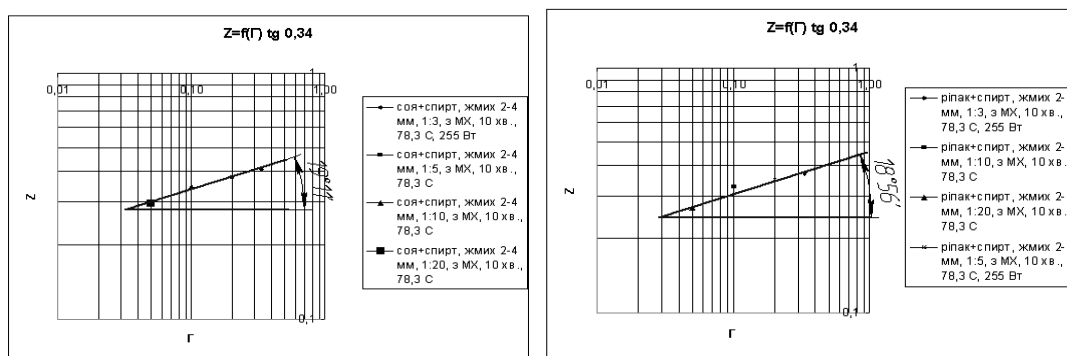 Z=f(Г) tg 0,34
1
0,01
0,10
1,00
Z
19°11'
0,1
Г
соя+спирт, жмих 2-4
мм, 1:3, з МХ, 10 хв.,
78,3 С, 255 Вт
соя+спирт, жмих 2-4
мм, 1:5, з МХ, 10 хв.,
78,3 С
соя+спирт, жмих 2-4
мм, 1:10, з МХ, 10 хв.,
78,3 С
соя+спирт, жмих 2-4
мм, 1:20, з МХ, 10 хв.,
78,3 С
Z=f(Г) tg 0,34
1
0,01
0,10
1,00
Z
18°56'
0,1
Г
ріпак+спирт, жмих 2-
мм, 1:3, з МХ, 10 хв.,
78,3 С, 255 Вт
ріпак+спирт, жмих 2-
мм, 1:10, з МХ, 10 хв.,
78,3 С
ріпак+спирт, жмих 2-
мм, 1:20, з МХ, 10 хв.,
78,3 С
ріпак+спирт, жмих 2-
мм, 1:5, з МХ, 10 хв.,
78,3 С, 255 Вт